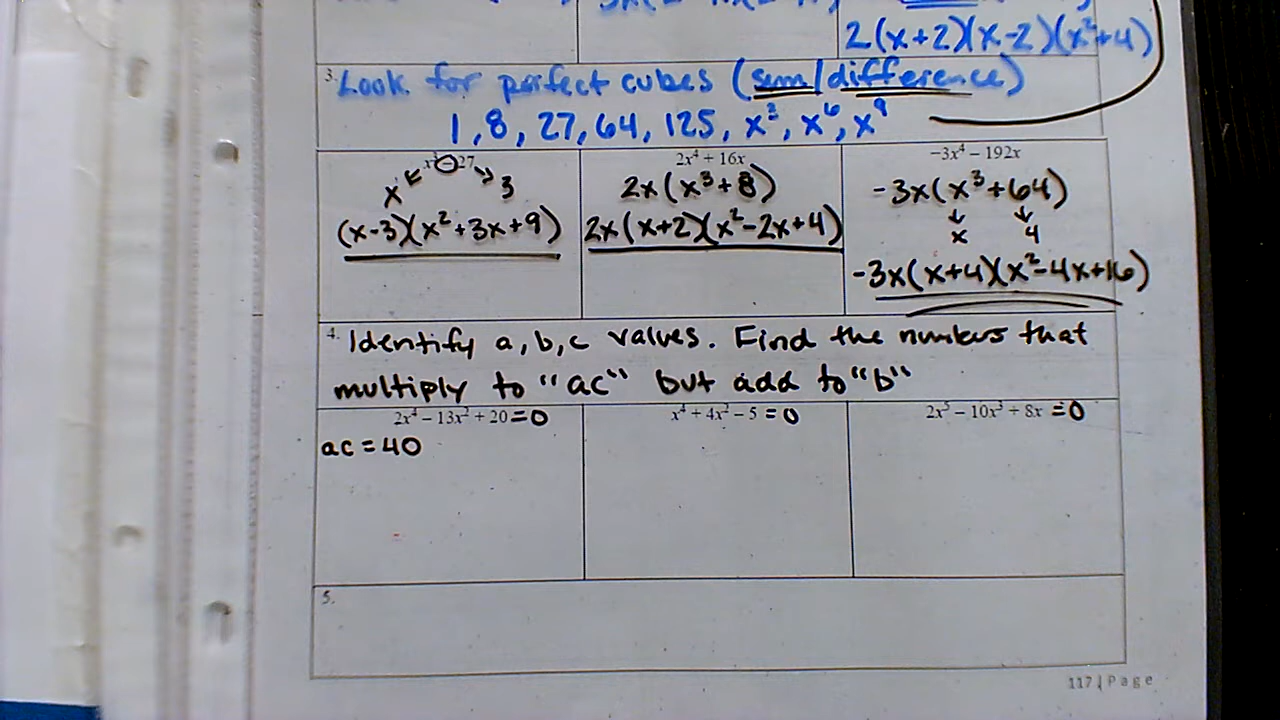 2(x+2)(x-2)(x²+4)
3. Look for perfect cubes (sum/difference)
1, 8, 27, 64, 125, x³, x⁶, x⁹
x³ - 27
x 3
(x-3)(x²+3x+9)
2x⁴ + 16x
2x(x³+8)
2x(x+2)(x²-2x+4)
-3x⁴ - 192x
-3x(x³+64)
x 4
-3x(x+4)(x²-4x+16)
4. Identify a, b, c values. Find the numbers that
multiply to "ac" but add to "b"
2x⁴ - 13x² + 20 = 0
ac = 40
x⁴ + 4x² - 5 = 0
2x⁵ - 10x³ + 8x = 0
5.
117 | Page